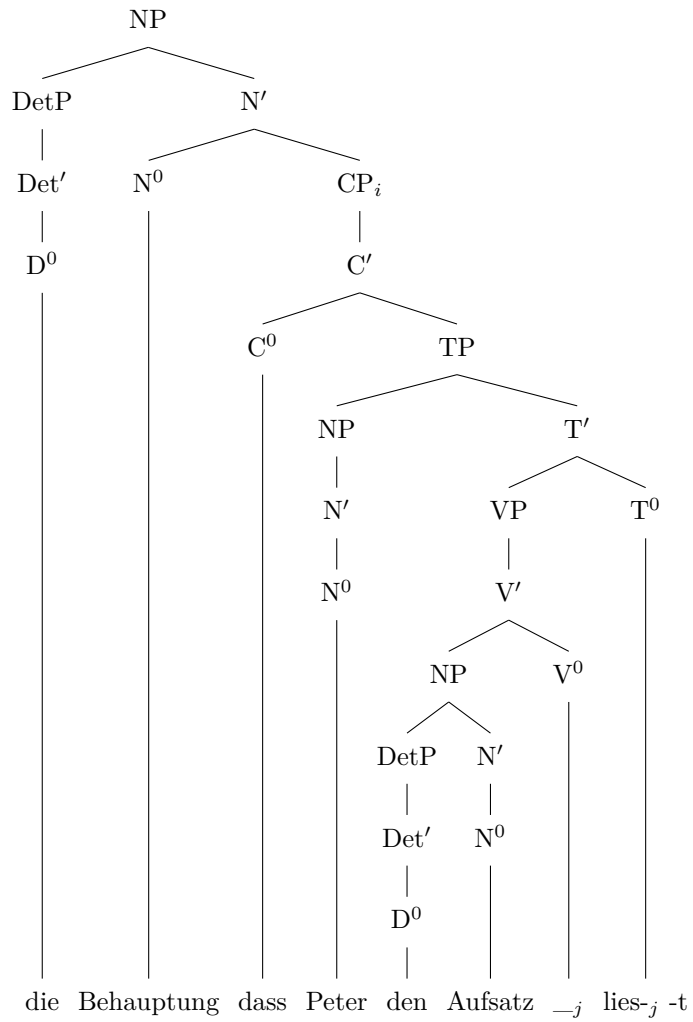 NP
DetP N′
Det′ N⁰ CPᵢ
D⁰ C′
C⁰ TP
NP T′
N′ VP T⁰
N⁰ V′
NP V⁰
DetP N′
Det′ N⁰
D⁰
die Behauptung dass Peter den Aufsatz _ⱼ lies-ⱼ -t